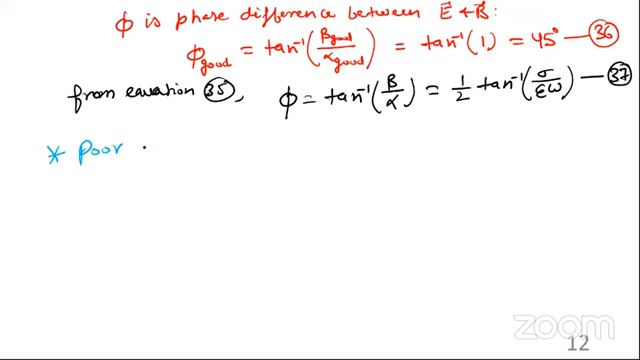 ϕ is phase difference between E⃗ & B⃗:
ϕgood = tan⁻¹(βgood/αgood) = tan⁻¹(1) = 45° — 36
from equation 35, ϕ = tan⁻¹(β/α) = 1/2 tan⁻¹(σ/εω) — 37
* Poor
zoom
12